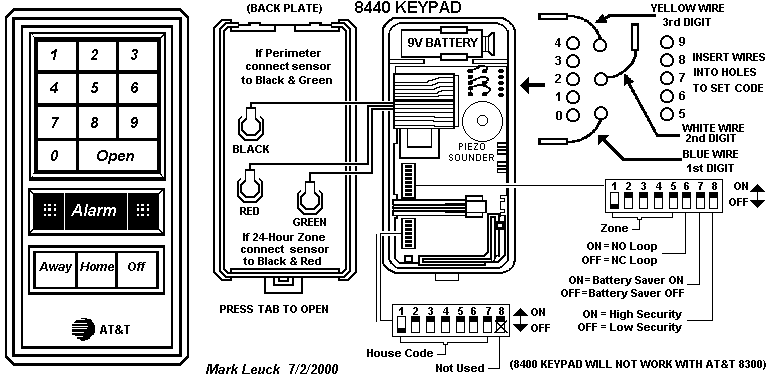 (BACK PLATE)
8440 KEYPAD
YELLOW WIRE
3rd DIGIT
1 2 3
4 5 6
7 8 9
0 Open
Alarm
Away Home Off
AT&T
If Perimeter
connect sensor
to Black & Green
BLACK
RED
GREEN
If 24-Hour Zone
connect sensor
to Black & Red
PRESS TAB TO OPEN
9V BATTERY
PIEZO
SOUNDER
4
3
2
1
0
9
8
7
6
5
INSERT WIRES
INTO HOLES
TO SET CODE
WHITE WIRE
2nd DIGIT
BLUE WIRE
1st DIGIT
1 2 3 4 5 6 7 8
ON
OFF
Zone
ON = NO Loop
OFF = NC Loop
ON = Battery Saver ON
OFF = Battery Saver OFF
ON = High Security
OFF = Low Security
1 2 3 4 5 6 7 8
ON
OFF
House Code
Not Used
Mark Leuck 7/2/2000
(8400 KEYPAD WILL NOT WORK WITH AT&T 8300)